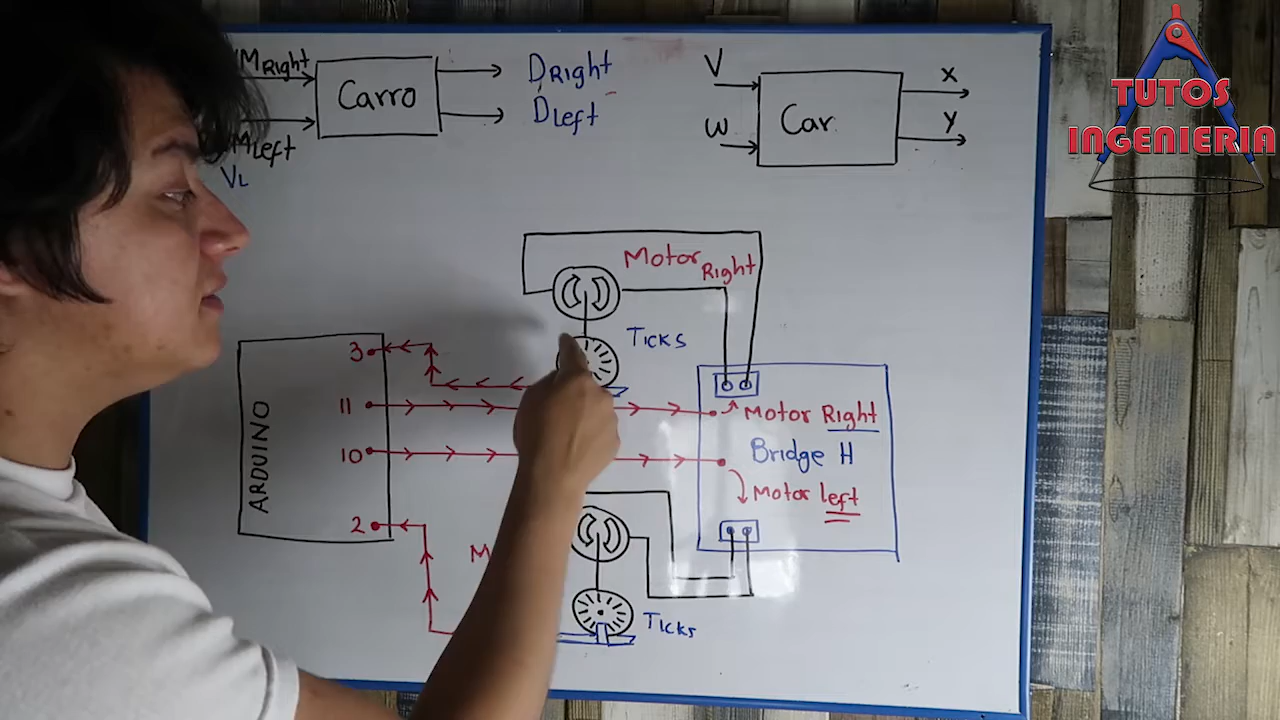 MRight
Carro
DRight
DLeft
MLeft
VL
V
W
Car
X
Y
TUTOS
INGENIERIA
Motor Right
Ticks
ARDUINO
3
11
10
2
Motor Right
Bridge H
Motor left
Ticks